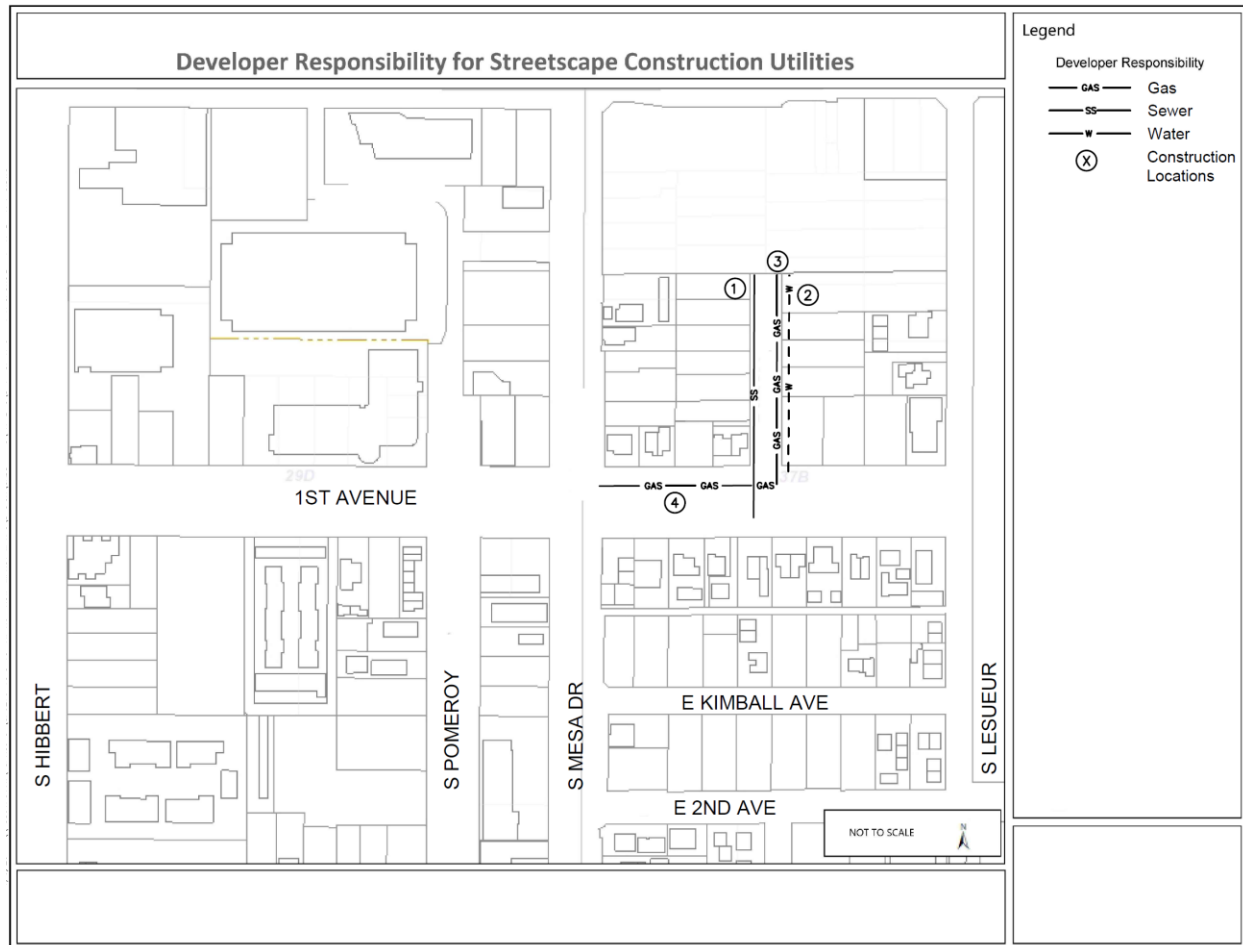 Developer Responsibility for Streetscape Construction Utilities
Legend
Developer Responsibility
GAS Gas
SS Sewer
W Water
X Construction
Locations
3
1
W
2
GAS
GAS
W
SS
GAS
29D
37B
1ST AVENUE
GAS GAS GAS
4
S HIBBERT
S POMEROY
S MESA DR
S LESUEUR
E KIMBALL AVE
E 2ND AVE
NOT TO SCALE
N